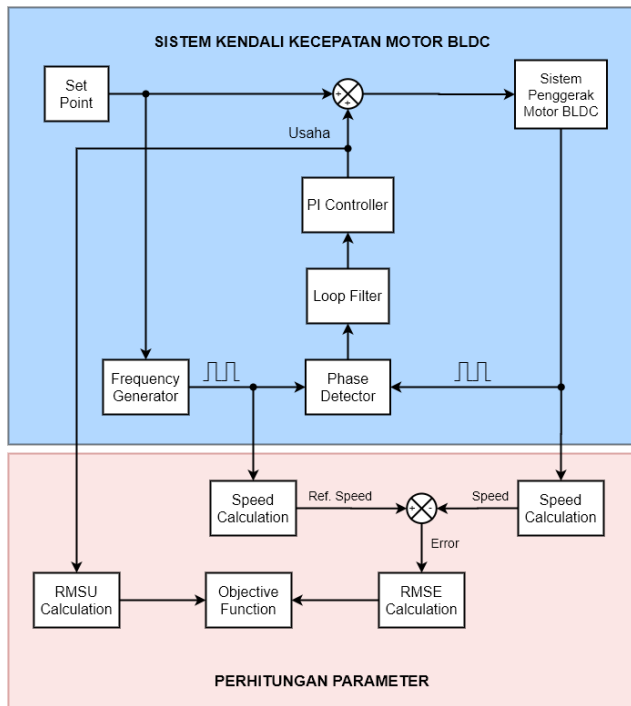 SISTEM KENDALI KECEPATAN MOTOR BLDC
Set
Point
+
+
Sistem
Penggerak
Motor BLDC
Usaha
PI Controller
Loop Filter
Frequency
Generator
Phase
Detector
Speed
Calculation
Ref. Speed
+
-
Speed
Speed
Calculation
Error
RMSU
Calculation
Objective
Function
RMSE
Calculation
PERHITUNGAN PARAMETER